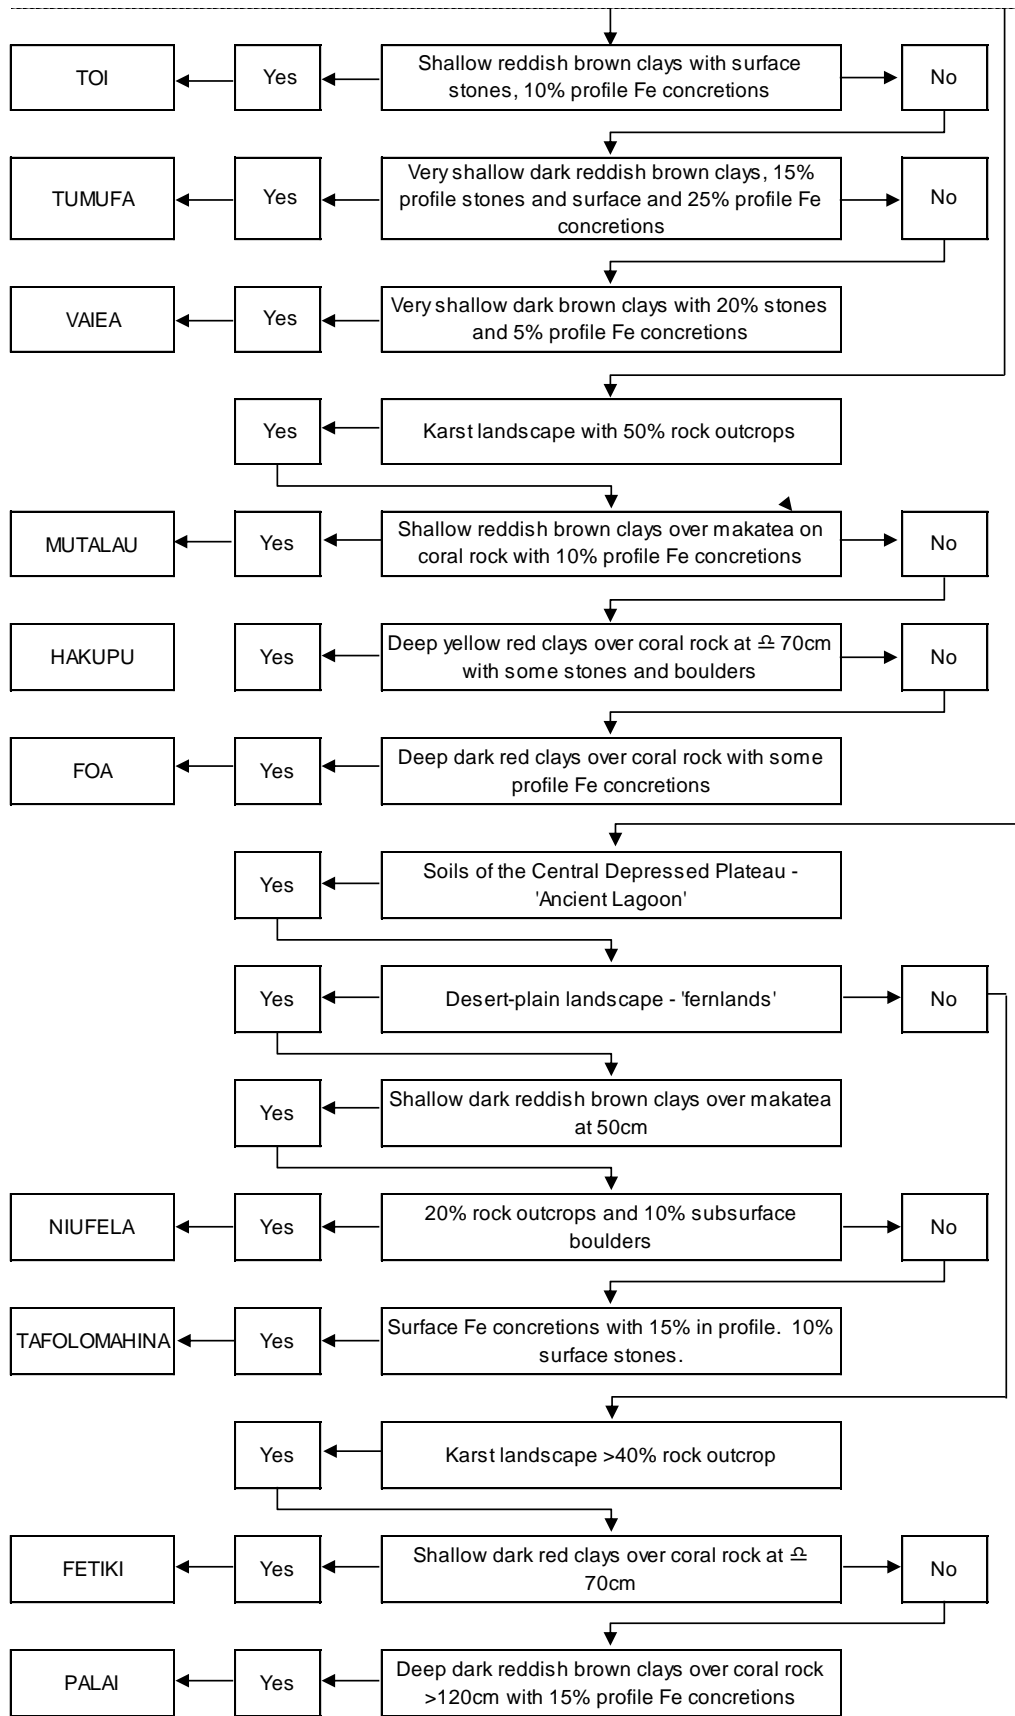 TOI
Yes
Shallow reddish brown clays with surface
stones, 10% profile Fe concretions
No
TUMUFA
Yes
Very shallow dark reddish brown clays, 15%
profile stones and surface and 25% profile Fe
concretions
No
VAIEA
Yes
Very shallow dark brown clays with 20% stones
and 5% profile Fe concretions
Yes
Karst landscape with 50% rock outcrops
MUTALAU
Yes
Shallow reddish brown clays over makatea on
coral rock with 10% profile Fe concretions
No
HAKUPU
Yes
Deep yellow red clays over coral rock at ♎ 70cm
with some stones and boulders
No
FOA
Yes
Deep dark red clays over coral rock with some
profile Fe concretions
Yes
Soils of the Central Depressed Plateau -
'Ancient Lagoon'
Yes
Desert-plain landscape - 'fernlands'
No
Yes
Shallow dark reddish brown clays over makatea
at 50cm
NIUFELA
Yes
20% rock outcrops and 10% subsurface
boulders
No
TAFOLOMAHINA
Yes
Surface Fe concretions with 15% in profile. 10%
surface stones.
Yes
Karst landscape >40% rock outcrop
FETIKI
Yes
Shallow dark red clays over coral rock at ♎
70cm
No
PALAI
Yes
Deep dark reddish brown clays over coral rock
>120cm with 15% profile Fe concretions